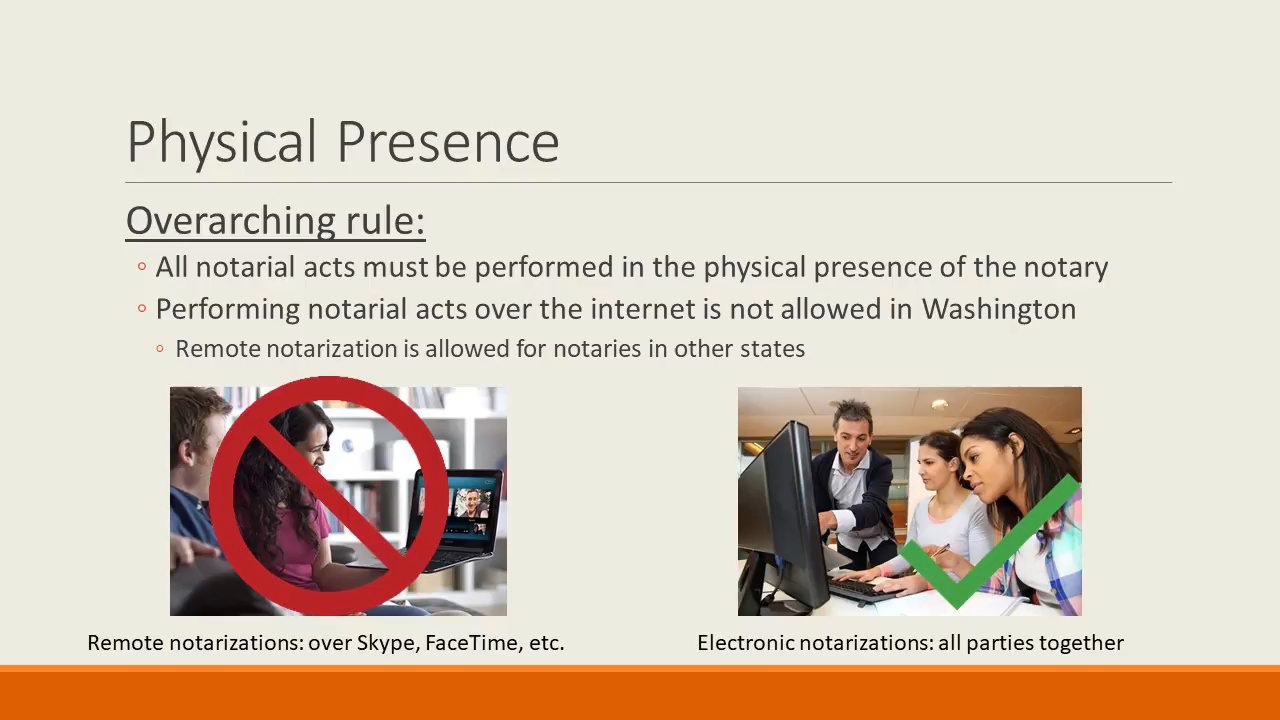 Physical Presence
Overarching rule:
◦ All notarial acts must be performed in the physical presence of the notary
◦ Performing notarial acts over the internet is not allowed in Washington
◦ Remote notarization is allowed for notaries in other states
Remote notarizations: over Skype, FaceTime, etc.
Electronic notarizations: all parties together